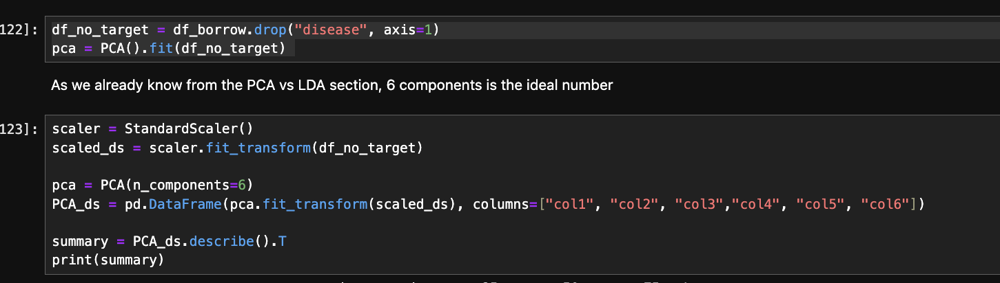 122]:
df_no_target = df_borrow.drop("disease", axis=1)
pca = PCA().fit(df_no_target)
As we already know from the PCA vs LDA section, 6 components is the ideal number
123]:
scaler = StandardScaler()
scaled_ds = scaler.fit_transform(df_no_target)
pca = PCA(n_components=6)
PCA_ds = pd.DataFrame(pca.fit_transform(scaled_ds), columns=["col1", "col2", "col3","col4", "col5", "col6"])
summary = PCA_ds.describe().T
print(summary)